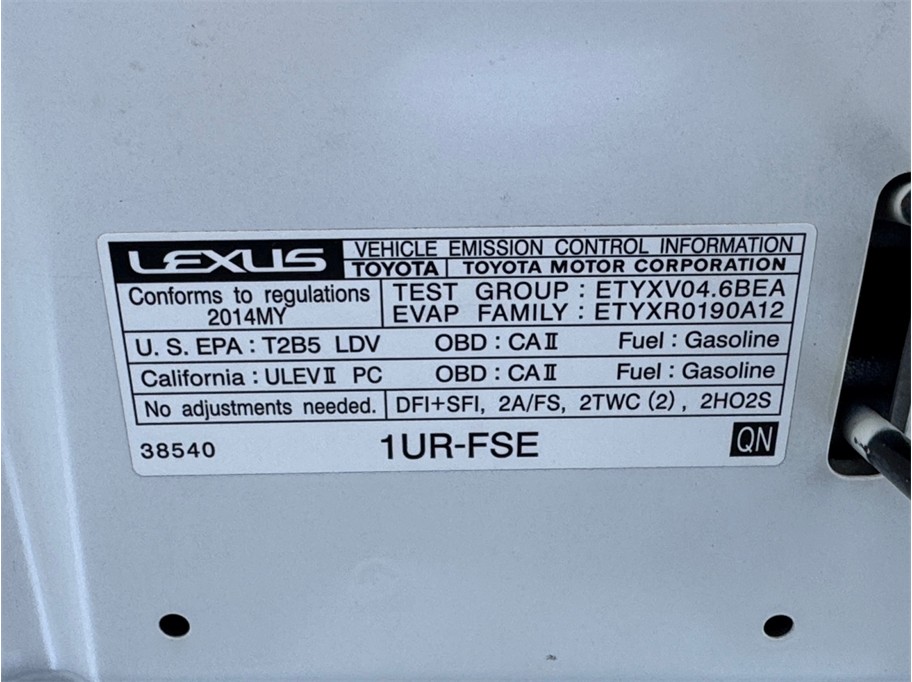 LEXUS VEHICLE EMISSION CONTROL INFORMATION
TOYOTA TOYOTA MOTOR CORPORATION
Conforms to regulations
2014MY
TEST GROUP : ETYXV04.6BEA
EVAP FAMILY : ETYXR0190A12
U. S. EPA : T2B5 LDV OBD : CAⅡ Fuel : Gasoline
California : ULEVⅡ PC OBD : CAⅡ Fuel : Gasoline
No adjustments needed. DFI+SFI, 2A/FS, 2TWC (2) , 2HO2S
38540 1UR-FSE QN